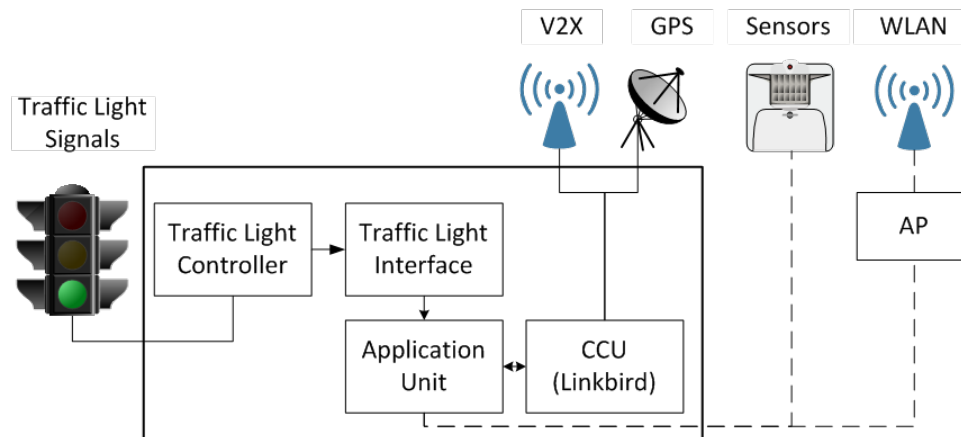 V2X
GPS
Sensors
WLAN
Traffic Light
Signals
Traffic Light
Controller
Traffic Light
Interface
AP
Application
Unit
CCU
(Linkbird)